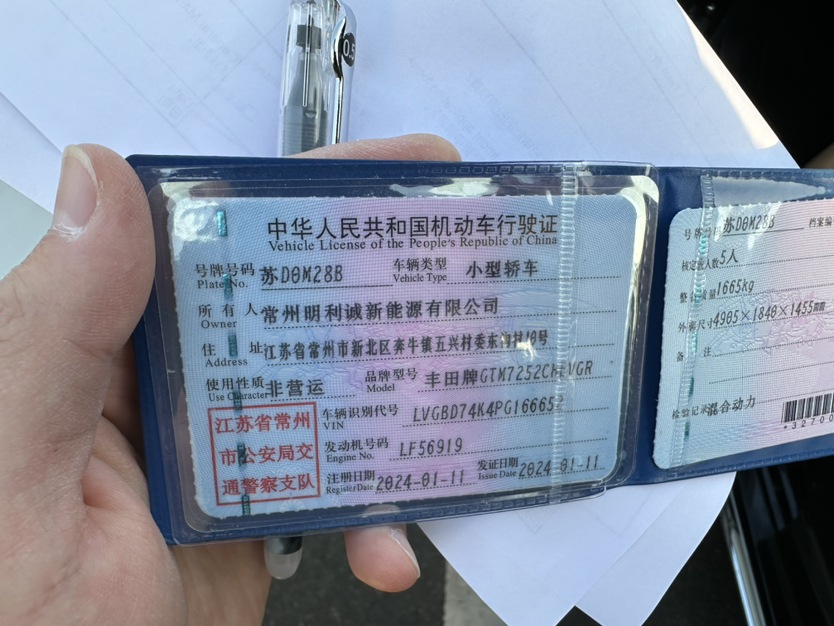 0.5
中华人民共和国机动车行驶证
Vehicle License of the People's Republic of China
号牌号码 苏D0M28B 车辆类型 小型轿车
Plate No. Vehicle Type
所有人 常州明利诚新能源有限公司
Owner
住址 江苏省常州市新北区奔牛镇五兴村委
Address
使用性质 非营运 品牌型号 丰田牌GTM7252
Use Character Model
江苏省常州
市公安局交
通警察支队
车辆识别代号 LVGBD74K4PG16665
VIN
发动机号码 LF56919
Engine No.
注册日期 2024-01-11 发证日期 2024-01-11
Register Date Issue Date
号牌号码 苏D0M28B 档案编
核定载人数 5人
整备质量 1665kg
外廓尺寸 4905×1840×1455mm
备注
检验记录 混合动力
*32700